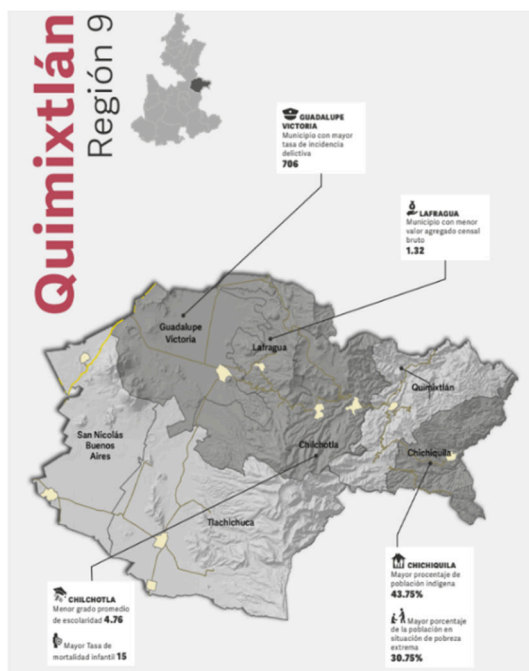 Quimixtlán
Región 9
GUADALUPE
VICTORIA
Municipio con mayor
tasa de incidencia
delictiva
706
LAFRAGUA
Municipio con menor
valor agregado censal
bruto
1.32
Guadalupe
Victoria
Lafragua
Quimixtlán
San Nicolás
Buenos
Aires
Chilchotla
Chichiquila
Tlachichuca
CHILCHOTLA
Menor grado promedio
de escolaridad 4.76
Mayor Tasa de
mortalidad infantil 15
CHICHIQUILA
Mayor procentaje de
población indígena
43.75%
Mayor porcentaje
de la población en
situación de pobreza
extrema
30.75%